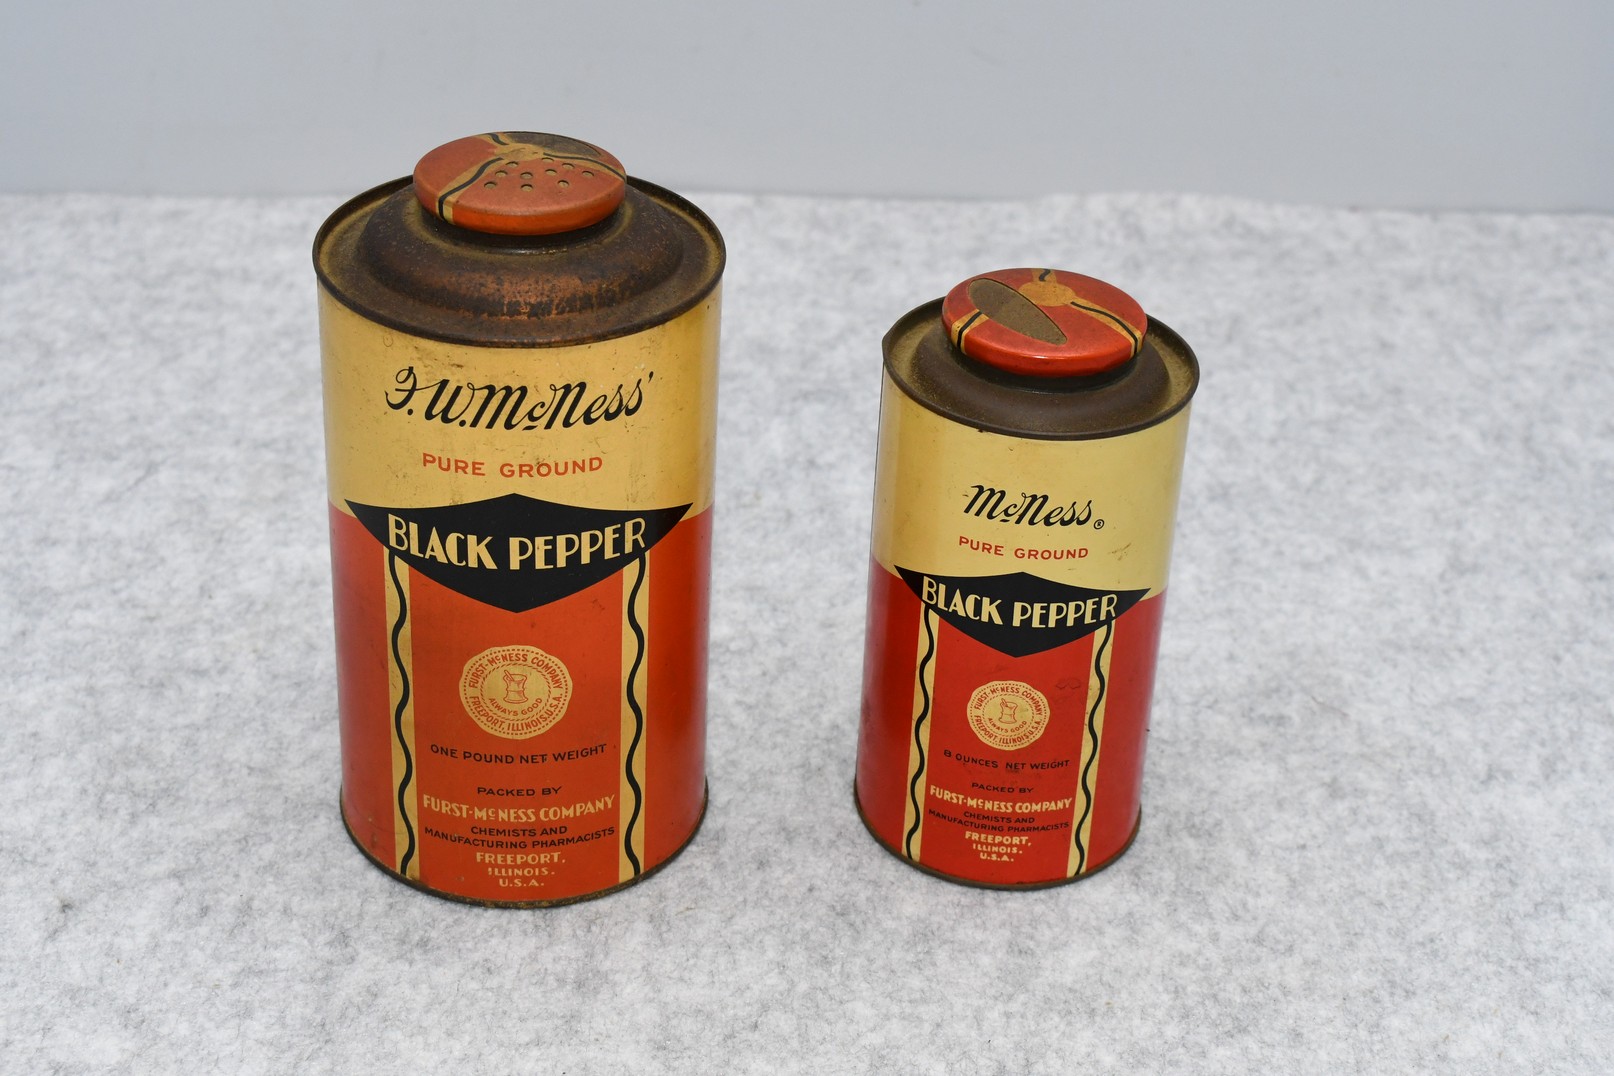 F.W.McNess'
PURE GROUND
BLACK PEPPER
FURST-McNESS COMPANY
ALWAYS GOOD
FREEPORT, ILLINOIS, U.S.A.
ONE POUND NET WEIGHT
PACKED BY
FURST-McNESS COMPANY
CHEMISTS AND
MANUFACTURING PHARMACISTS
FREEPORT,
ILLINOIS.
U.S.A.
McNess®
PURE GROUND
BLACK PEPPER
FURST-McNESS COMPANY
ALWAYS GOOD
FREEPORT, ILLINOIS, U.S.A.
8 OUNCES NET WEIGHT
PACKED BY
FURST-McNESS COMPANY
CHEMISTS AND
MANUFACTURING PHARMACISTS
FREEPORT,
ILLINOIS.
U.S.A.